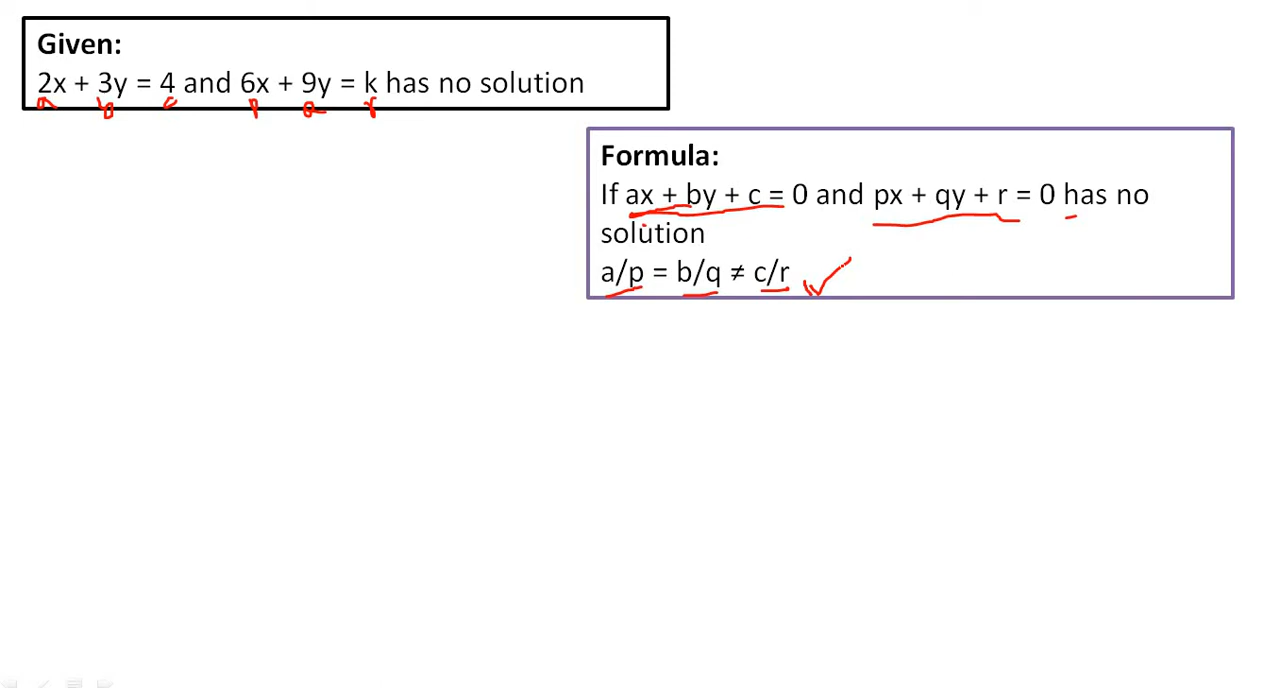 Given:
2x + 3y = 4 and 6x + 9y = k has no solution
a b c p q r
Formula:
If ax + by + c = 0 and px + qy + r = 0 has no
solution
a/p = b/q ≠ c/r